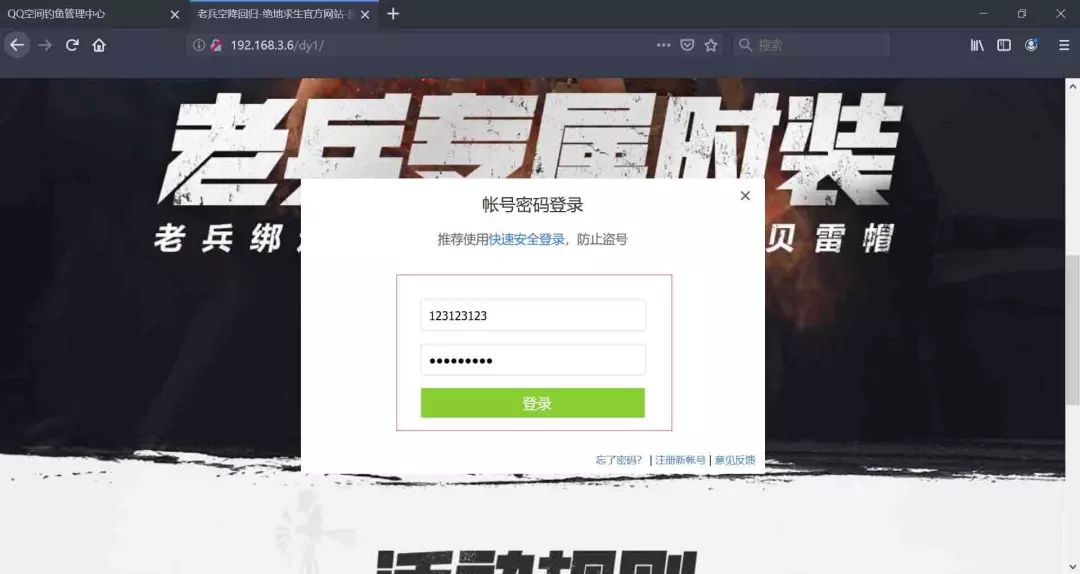 QQ空间钓鱼管理中心
老兵空降回归-绝地求生官方网站-
192.168.3.6/dy1/
搜索
老兵专属时装
老兵绑
贝雷帽
帐号密码登录
推荐使用快速安全登录，防止盗号
123123123
•••••••••
登录
忘了密码？ | 注册新帐号 | 意见反馈
活动规则